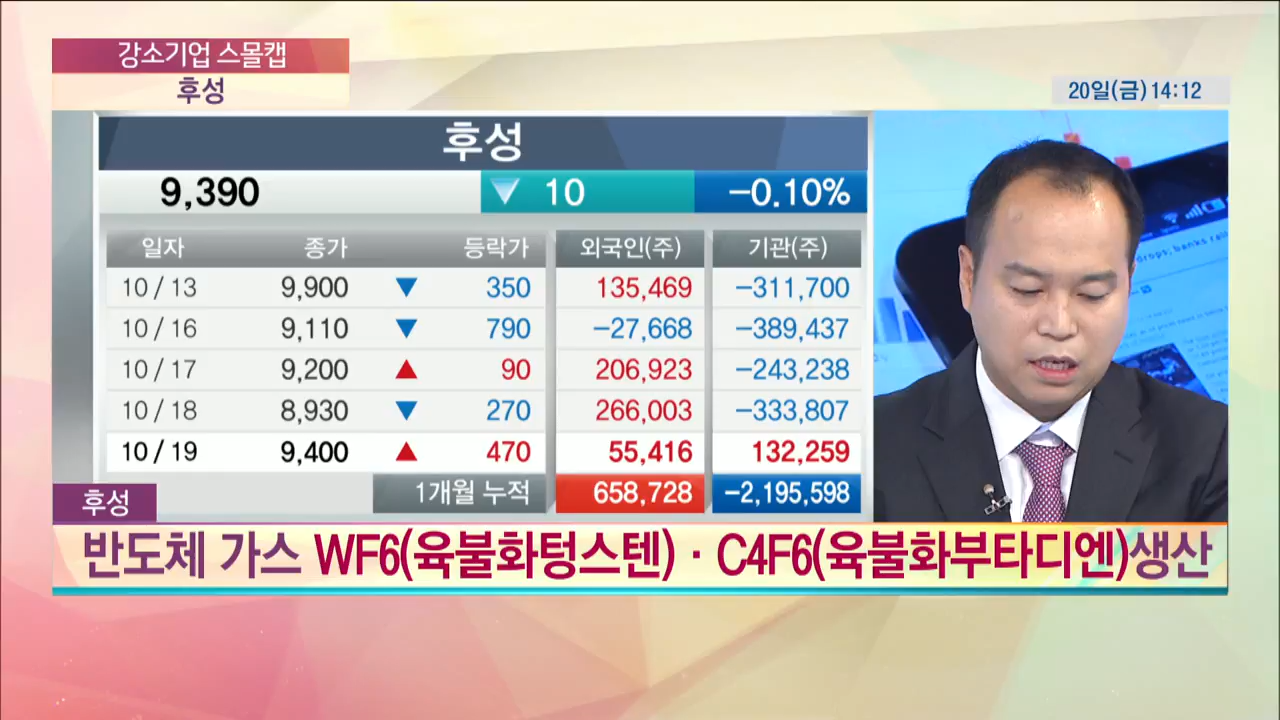 강소기업 스몰캡
후성
20일(금) 14:12
후성
9,390 ▼ 10 -0.10%
일자 종가 등락가 외국인(주) 기관(주)
10 / 13 9,900 ▼ 350 135,469 -311,700
10 / 16 9,110 ▼ 790 -27,668 -389,437
10 / 17 9,200 ▲ 90 206,923 -243,238
10 / 18 8,930 ▼ 270 266,003 -333,807
10 / 19 9,400 ▲ 470 55,416 132,259
1개월 누적 658,728 -2,195,598
후성
반도체 가스 WF6(육불화텅스텐)·C4F6(육불화부타디엔)생산